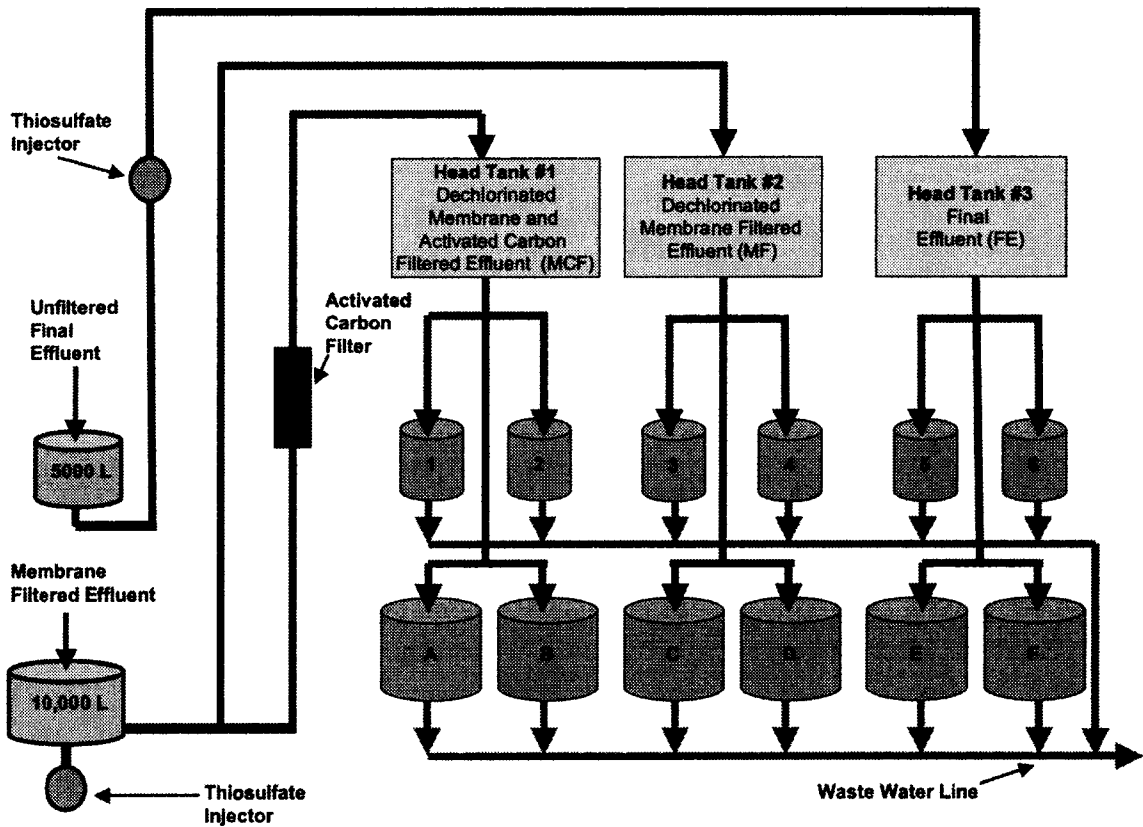 Thiosulfate
Injector
Head Tank #1
Dechlorinated
Membrane and
Activated Carbon
Filtered Effluent (MCF)
Head Tank #2
Dechlorinated
Membrane Filtered
Effluent (MF)
Head Tank #3
Final
Effluent (FE)
Unfiltered
Final
Effluent
Activated
Carbon
Filter
5000 L
1
2
3
4
5
6
Membrane
Filtered Effluent
10,000 L
A
B
C
D
E
F
Thiosulfate
Injector
Waste Water Line